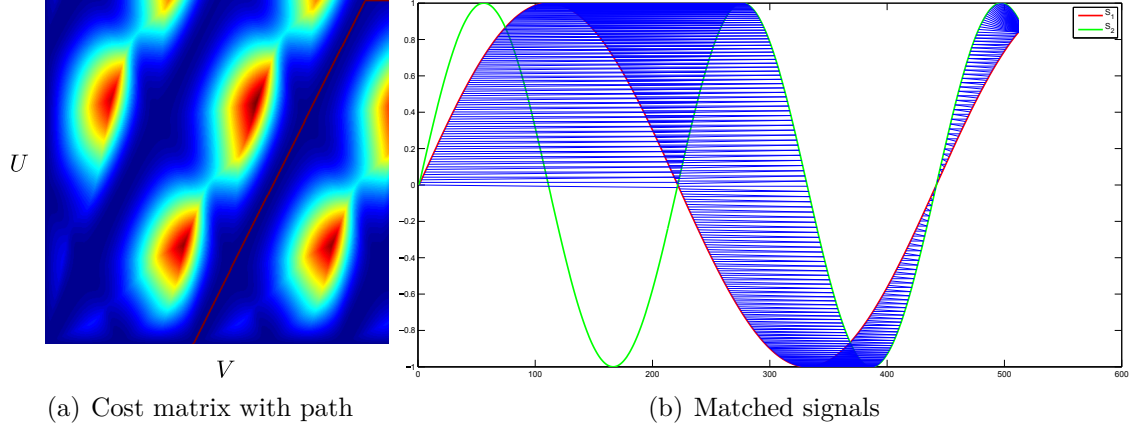 U
V
(a) Cost matrix with path
1
0.8
0.6
0.4
0.2
0
−0.2
−0.4
−0.6
−0.8
−1
0 100 200 300 400 500 600
S1
S2
(b) Matched signals